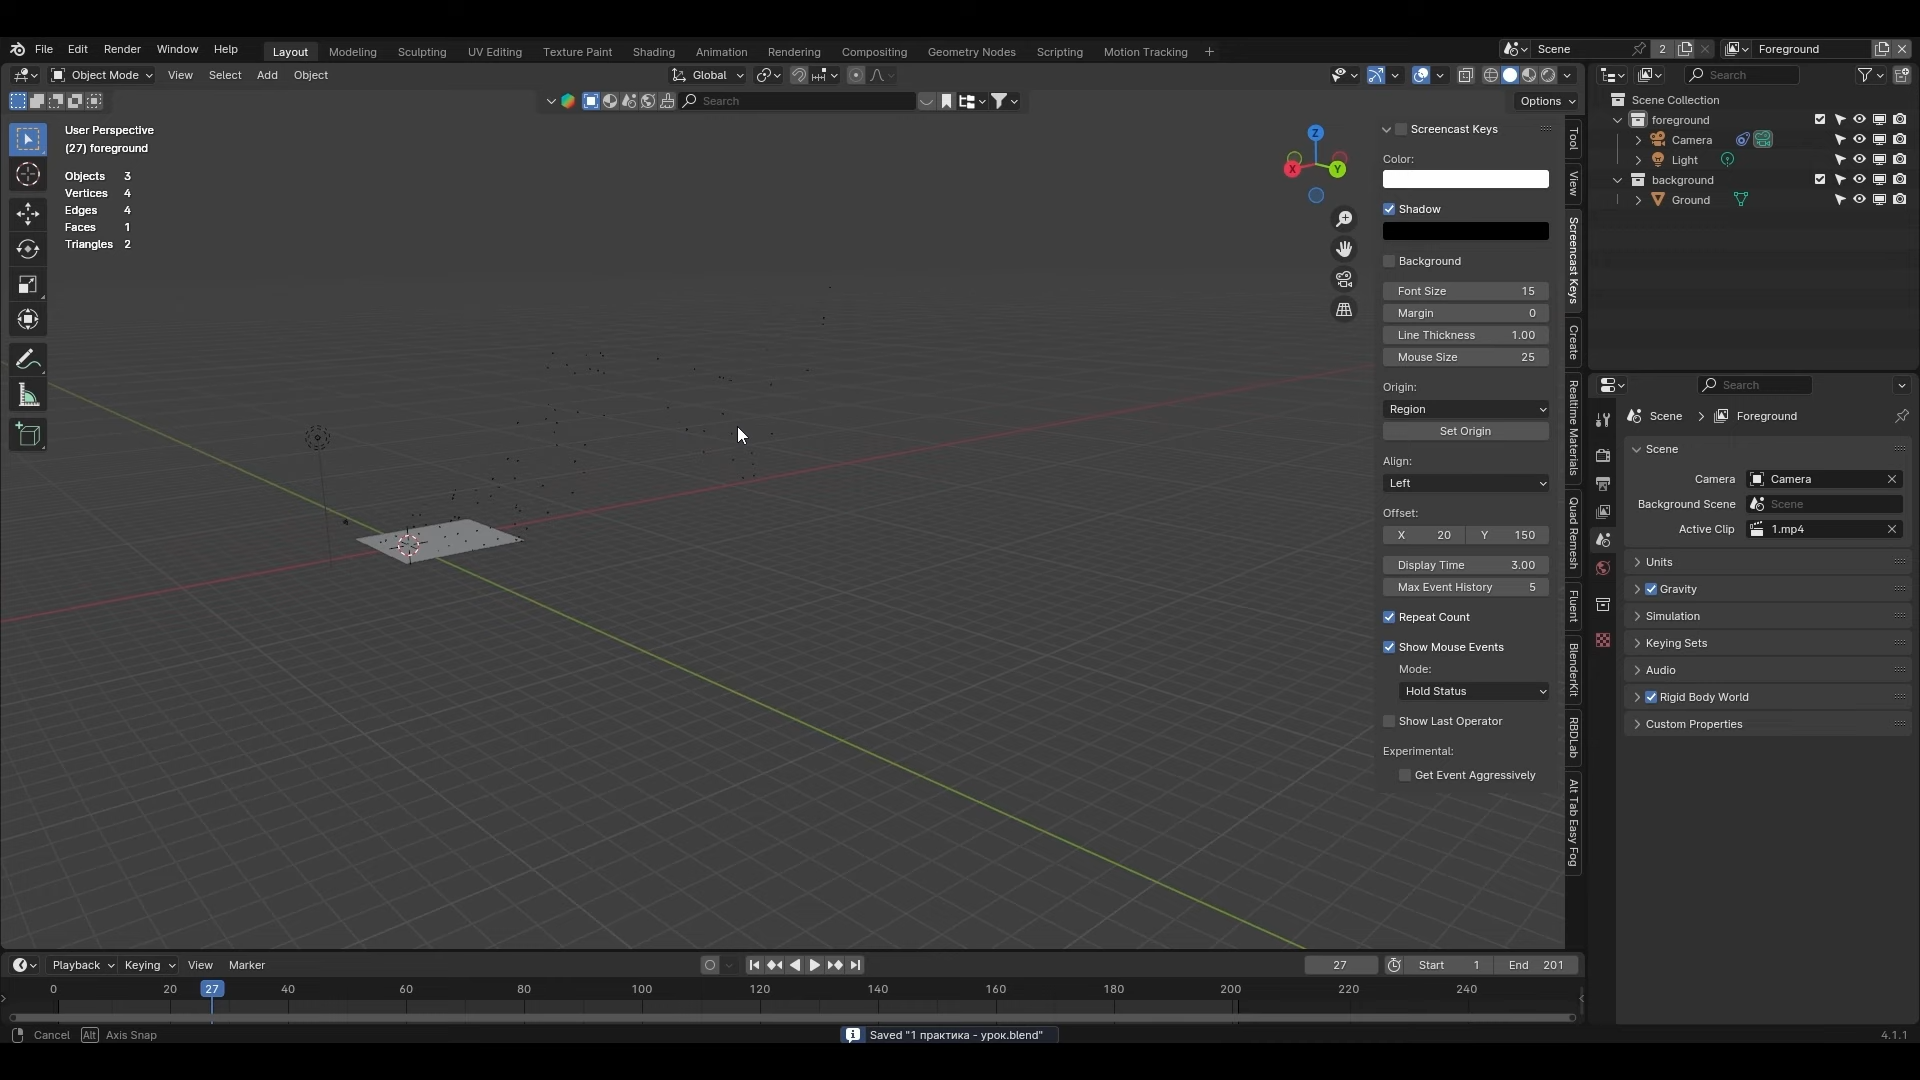 File Edit Render Window Help
Layout Modeling Sculpting UV Editing Texture Paint Shading Animation Rendering Compositing Geometry Nodes Scripting Motion Tracking +
Scene 2 Foreground
Object Mode View Select Add Object
Global
Search
Search
Options
User Perspective
(27) foreground
Objects 3
Vertices 4
Edges 4
Faces 1
Triangles 2
Z
X
Y
Screencast Keys
Color:
Shadow
Background
Font Size 15
Margin 0
Line Thickness 1.00
Mouse Size 25
Origin:
Region
Set Origin
Align:
Left
Offset:
X 20 Y 150
Display Time 3.00
Max Event History 5
Repeat Count
Show Mouse Events
Mode:
Hold Status
Show Last Operator
Experimental:
Get Event Aggressively
Tool
View
Screencast Keys
Create
Realtime Materials
Quad Remesh
Fluent
BlenderKit
RBDLab
Alt Tab Easy Fog
Scene Collection
foreground
Camera
Light
background
Ground
Search
Scene > Foreground
Scene
Camera Camera
Background Scene Scene
Active Clip 1.mp4
Units
Gravity
Simulation
Keying Sets
Audio
Rigid Body World
Custom Properties
Playback Keying View Marker
27 Start 1 End 201
0 20 27 40 60 80 100 120 140 160 180 200 220 240
Cancel Alt Axis Snap
Saved "1 практика - урок.blend"
4.1.1